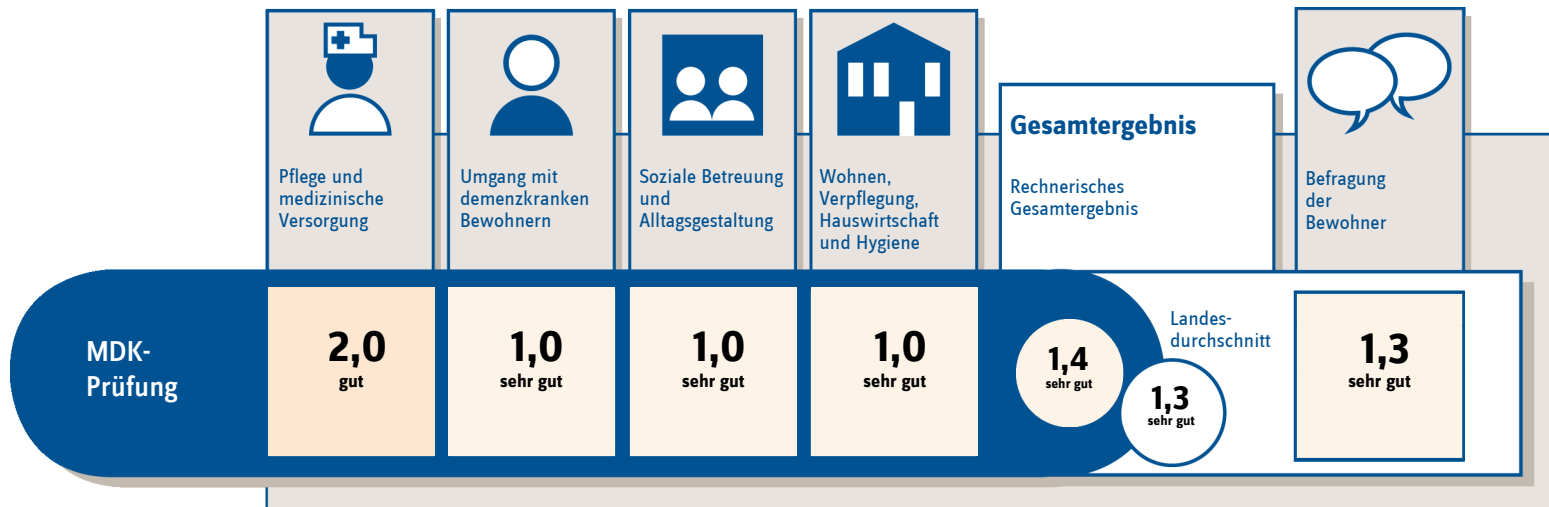 Pflege und
medizinische
Versorgung
Umgang mit
demenzkranken
Bewohnern
Soziale Betreuung
und
Alltagsgestaltung
Wohnen,
Verpflegung,
Hauswirtschaft
und Hygiene
Gesamtergebnis
Rechnerisches
Gesamtergebnis
Befragung
der
Bewohner
MDK-
Prüfung
2,0
gut
1,0
sehr gut
1,0
sehr gut
1,0
sehr gut
1,4
sehr gut
Landes-
durchschnitt
1,3
sehr gut
1,3
sehr gut